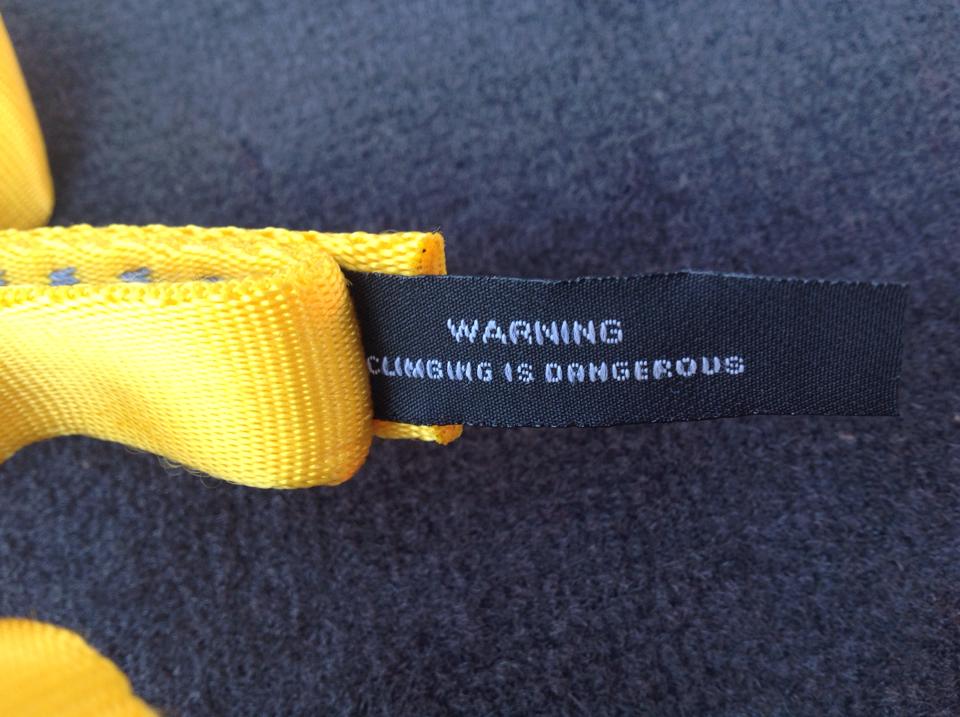 WARNING
CLIMBING IS DANGEROUS